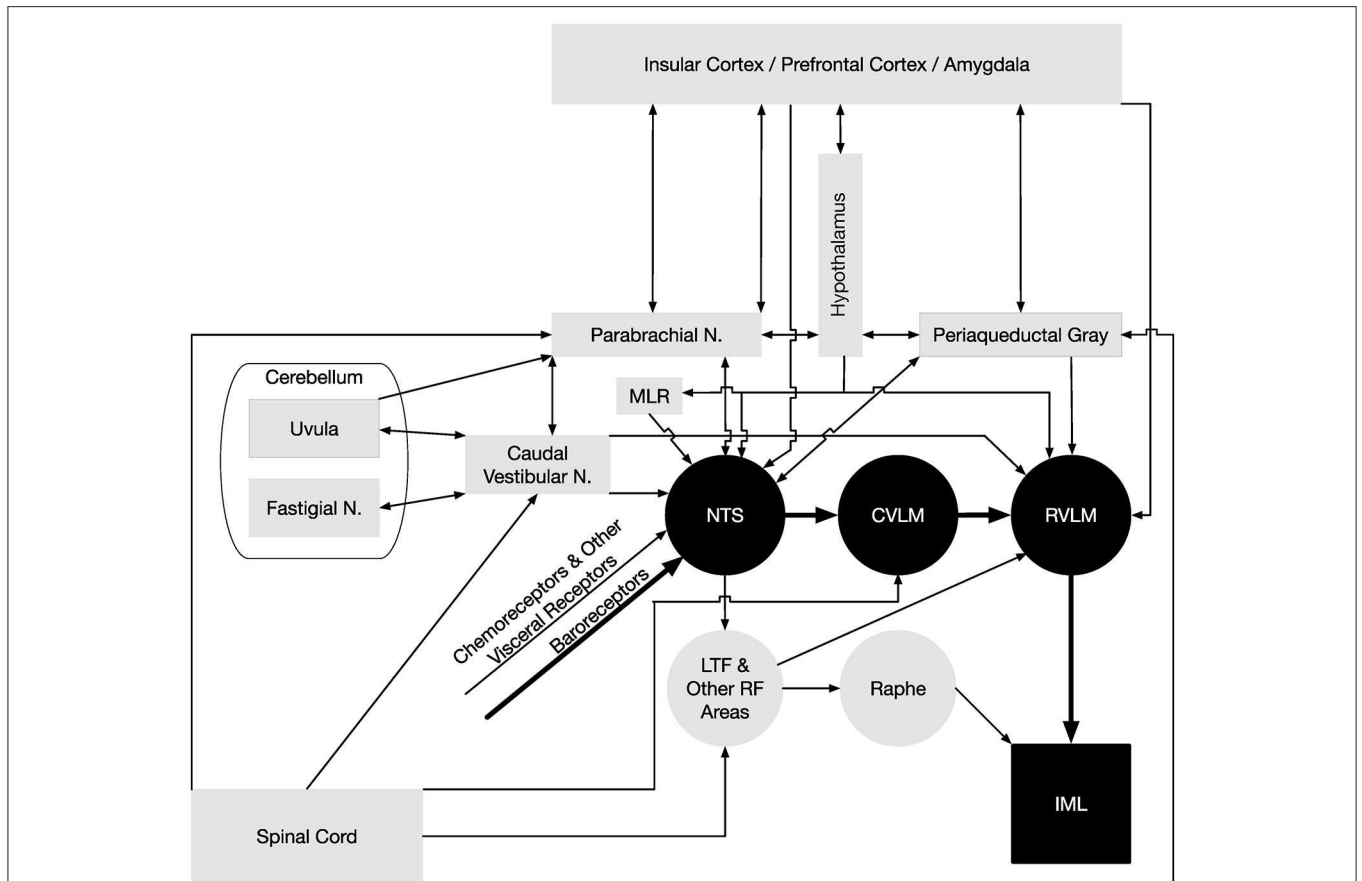 Insular Cortex / Prefrontal Cortex / Amygdala
Hypothalamus
Parabrachial N.
Periaqueductal Gray
Cerebellum
MLR
Uvula
Caudal
Vestibular N.
Fastigial N.
NTS
CVLM
RVLM
Chemoreceptors & Other
Visceral Receptors
Baroreceptors
LTF &
Other RF
Areas
Raphe
IML
Spinal Cord